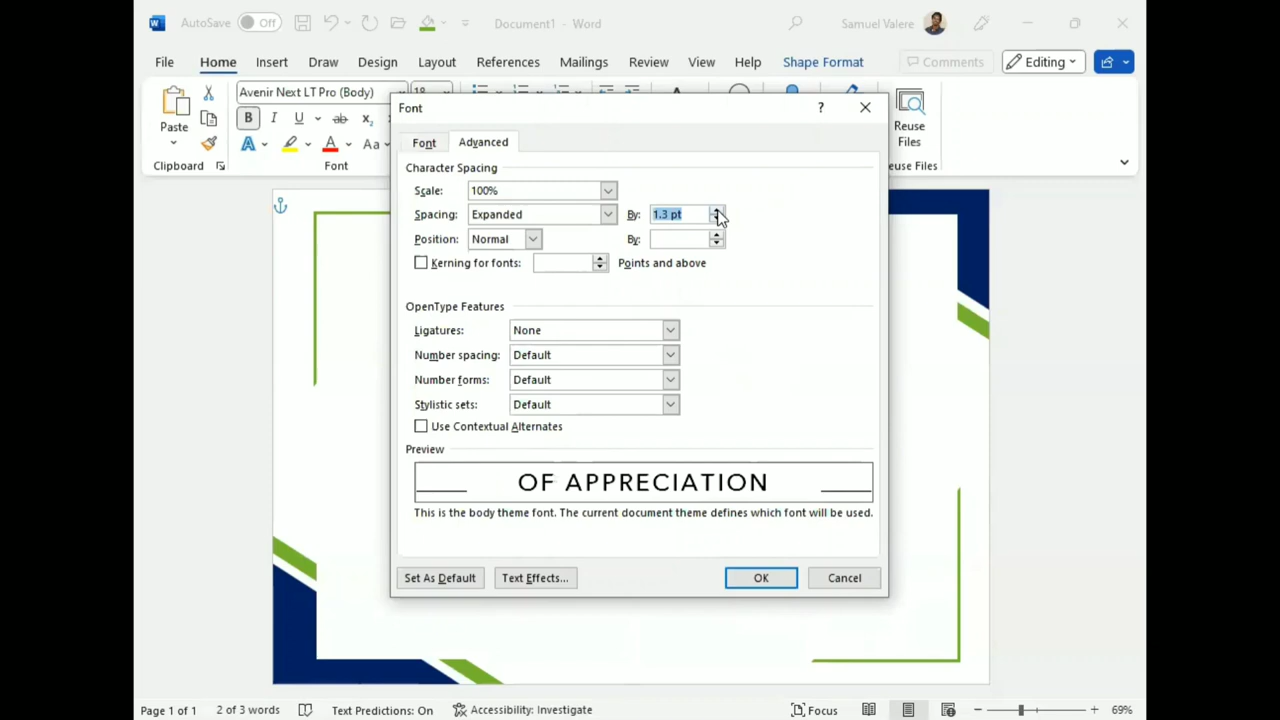 AutoSave Off Document1 - Word Samuel Valere
File Home Insert Draw Design Layout References Mailings Review View Help Shape Format Comments Editing
Avenir Next LT Pro (Body) 18
Paste B I U ab x Aa Reuse Files
Clipboard Font euse Files
Font ?
Font Advanced
Character Spacing
Scale: 100%
Spacing: Expanded By: 1.3 pt
Position: Normal By:
Kerning for fonts: Points and above
OpenType Features
Ligatures: None
Number spacing: Default
Number forms: Default
Stylistic sets: Default
Use Contextual Alternates
Preview
OF APPRECIATION
This is the body theme font. The current document theme defines which font will be used.
Set As Default Text Effects... OK Cancel
Page 1 of 1 2 of 3 words Text Predictions: On Accessibility: Investigate Focus 69%